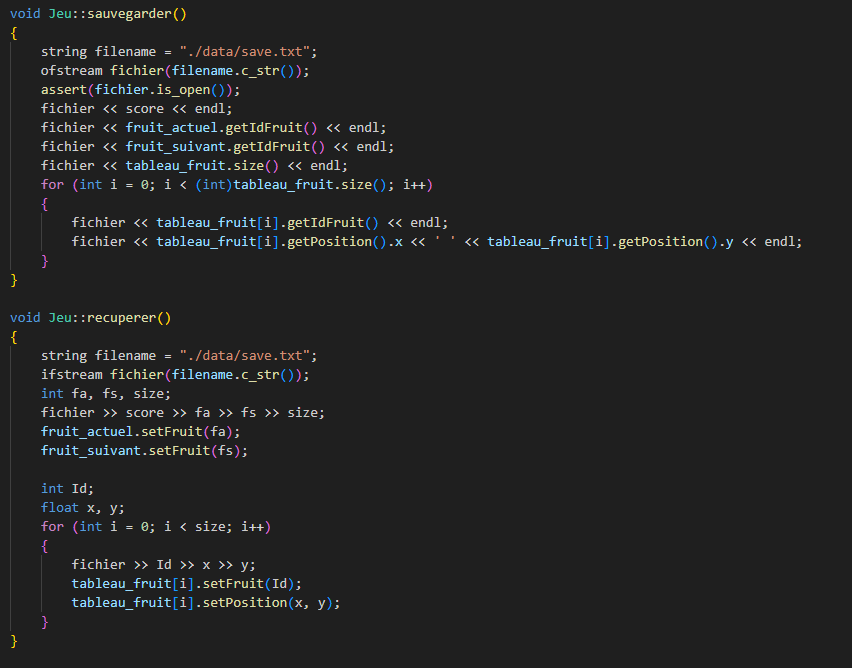 void Jeu::sauvegarder()
{
    string filename = "./data/save.txt";
    ofstream fichier(filename.c_str());
    assert(fichier.is_open());
    fichier << score << endl;
    fichier << fruit_actuel.getIdFruit() << endl;
    fichier << fruit_suivant.getIdFruit() << endl;
    fichier << tableau_fruit.size() << endl;
    for (int i = 0; i < (int)tableau_fruit.size(); i++)
    {
        fichier << tableau_fruit[i].getIdFruit() << endl;
        fichier << tableau_fruit[i].getPosition().x << ' ' << tableau_fruit[i].getPosition().y << endl;
    }
}

void Jeu::recuperer()
{
    string filename = "./data/save.txt";
    ifstream fichier(filename.c_str());
    int fa, fs, size;
    fichier >> score >> fa >> fs >> size;
    fruit_actuel.setFruit(fa);
    fruit_suivant.setFruit(fs);

    int Id;
    float x, y;
    for (int i = 0; i < size; i++)
    {
        fichier >> Id >> x >> y;
        tableau_fruit[i].setFruit(Id);
        tableau_fruit[i].setPosition(x, y);
    }
}